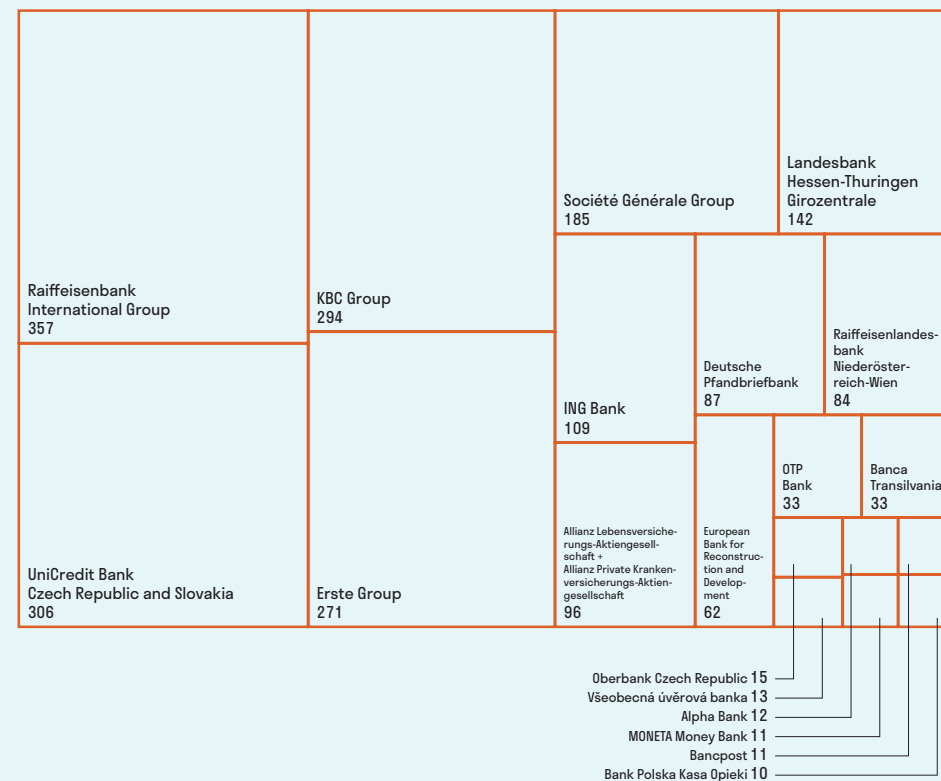 Raiffeisenbank
International Group
357
KBC Group
294
Société Générale Group
185
Landesbank
Hessen-Thuringen
Girozentrale
142
UniCredit Bank
Czech Republic and Slovakia
306
Erste Group
271
ING Bank
109
Deutsche
Pfandbriefbank
87
Raiffeisenlandes-
bank
Niederöster-
reich-Wien
84
Allianz Lebensversiche-
rungs-Aktiengesell-
schaft +
Allianz Private Kranken-
versicherungs-Aktien-
gesellschaft
96
European
Bank for
Reconstruc-
tion and
Develop-
ment
62
OTP
Bank
33
Banca
Transilvania
33
Oberbank Czech Republic 15
Všeobecná úvěrová banka 13
Alpha Bank 12
MONETA Money Bank 11
Bancpost 11
Bank Polska Kasa Opieki 10